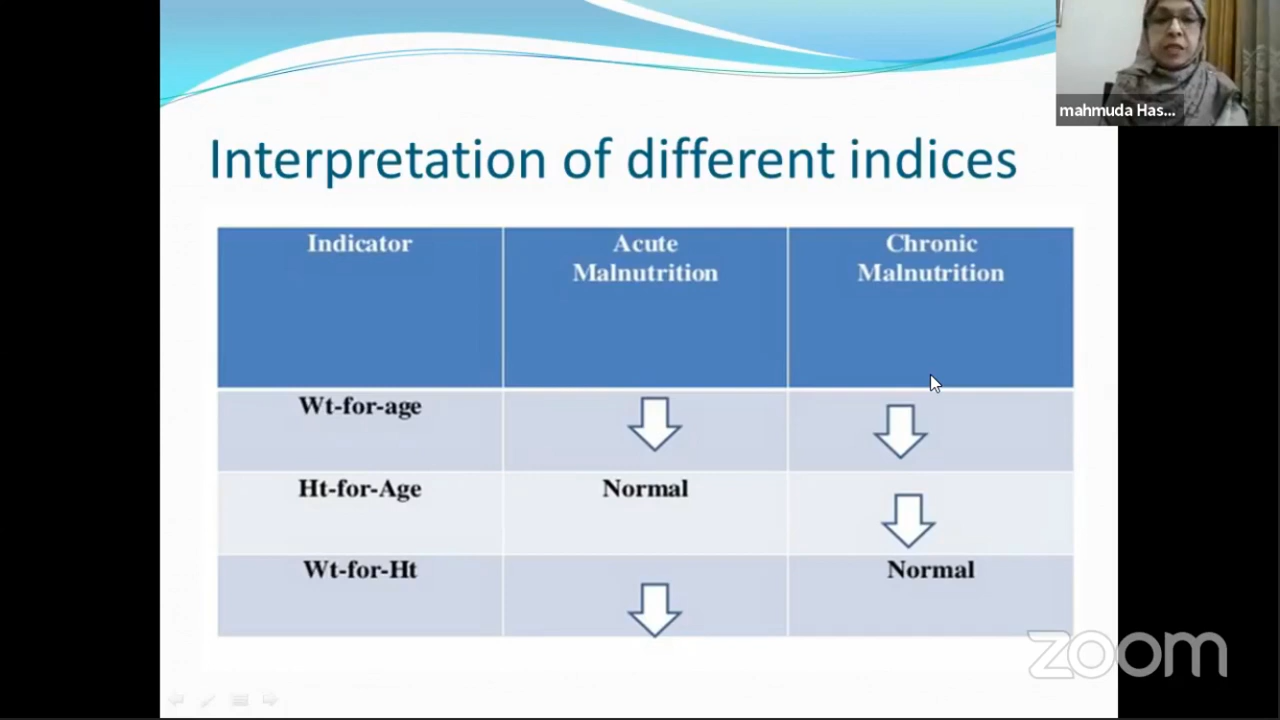 mahmuda Has...
Interpretation of different indices
Indicator
Acute
Malnutrition
Chronic
Malnutrition
Wt-for-age
Ht-for-Age
Normal
Wt-for-Ht
Normal
zoom